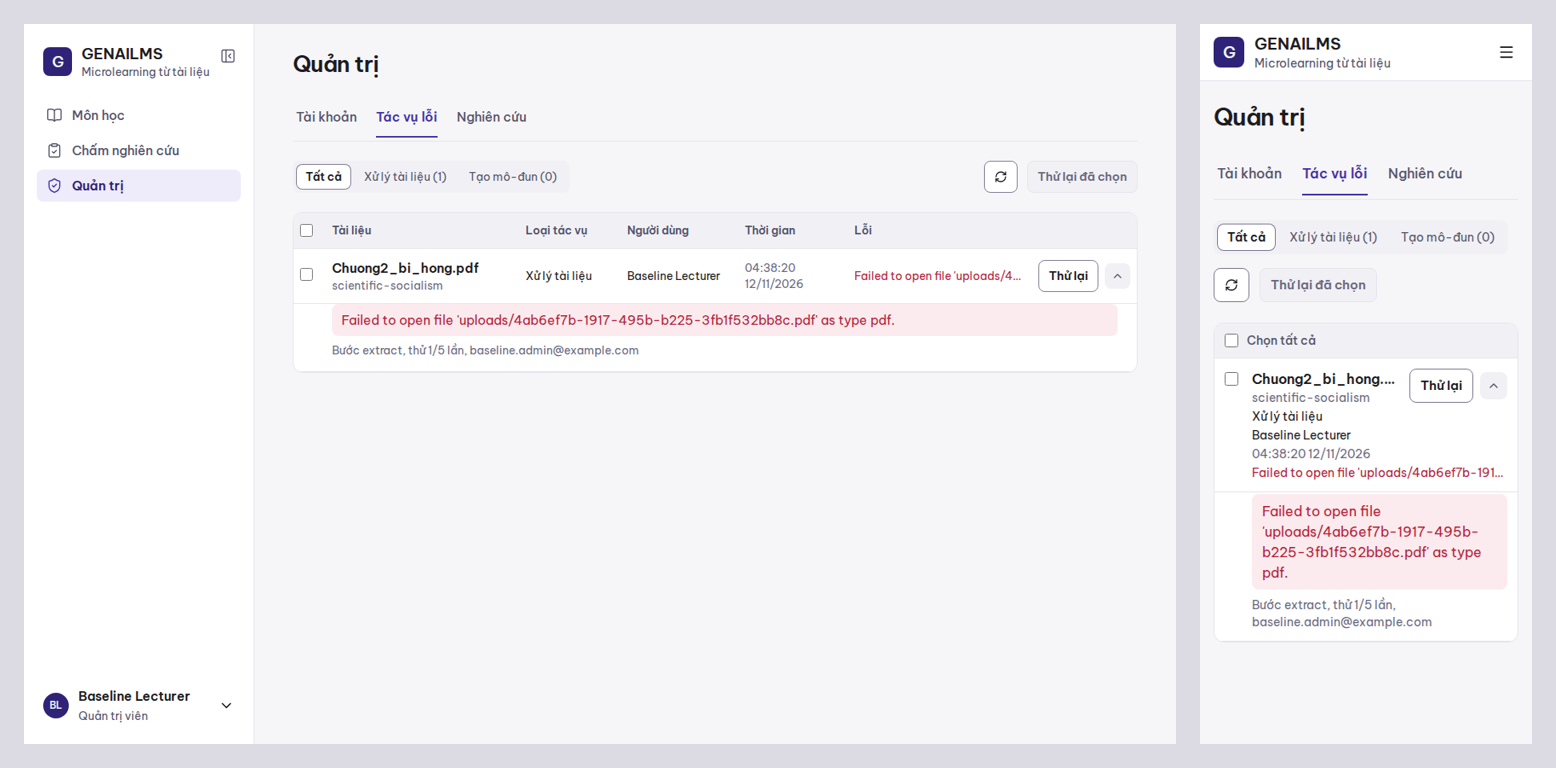 G
GENAILMS
Microlearning từ tài liệu
Môn học
Chấm nghiên cứu
Quản trị
BL
Baseline Lecturer
Quản trị viên
Quản trị
Tài khoản Tác vụ lỗi Nghiên cứu
Tất cả Xử lý tài liệu (1) Tạo mô-đun (0) Thử lại đã chọn
Tài liệu Loại tác vụ Người dùng Thời gian Lỗi
Chuong2_bi_hong.pdf
scientific-socialism
Xử lý tài liệu
Baseline Lecturer
04:38:20
12/11/2026
Failed to open file 'uploads/4...
Thử lại
Failed to open file 'uploads/4ab6ef7b-1917-495b-b225-3fb1f532bb8c.pdf' as type pdf.
Bước extract, thử 1/5 lần, baseline.admin@example.com
G
GENAILMS
Microlearning từ tài liệu
Quản trị
Tài khoản Tác vụ lỗi Nghiên cứu
Tất cả Xử lý tài liệu (1) Tạo mô-đun (0)
Thử lại đã chọn
Chọn tất cả
Chuong2_bi_hong.... Thử lại
scientific-socialism
Xử lý tài liệu
Baseline Lecturer
04:38:20 12/11/2026
Failed to open file 'uploads/4ab6ef7b-191...
Failed to open file
'uploads/4ab6ef7b-1917-495b-
b225-3fb1f532bb8c.pdf' as type
pdf.
Bước extract, thử 1/5 lần,
baseline.admin@example.com